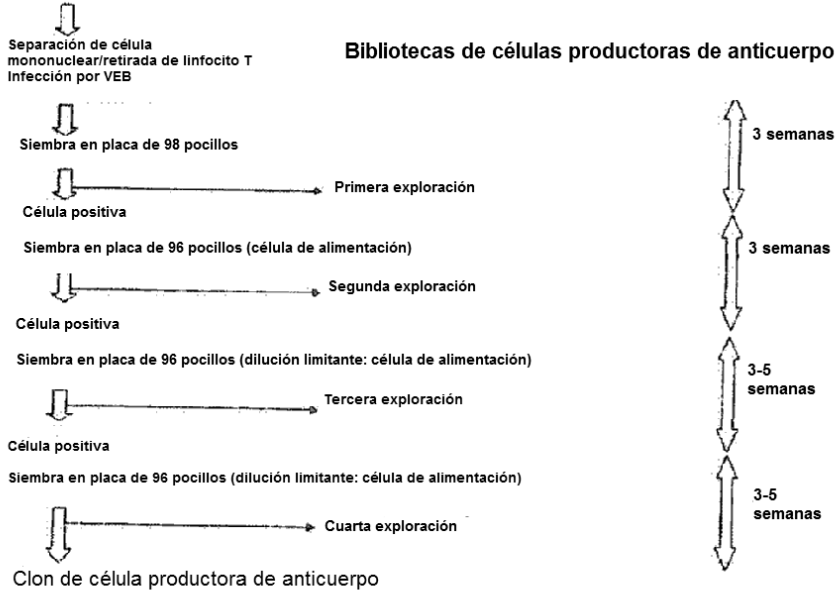 Separación de célula
mononuclear/retirada de linfocito T
Infección por VEB
Bibliotecas de células productoras de anticuerpo
Siembra en placa de 98 pocillos
3 semanas
Primera exploración
Célula positiva
Siembra en placa de 96 pocillos (célula de alimentación)
3 semanas
Segunda exploración
Célula positiva
Siembra en placa de 96 pocillos (dilución limitante: célula de alimentación)
3-5
semanas
Tercera exploración
Célula positiva
Siembra en placa de 96 pocillos (dilución limitante: célula de alimentación)
3-5
semanas
Cuarta exploración
Clon de célula productora de anticuerpo